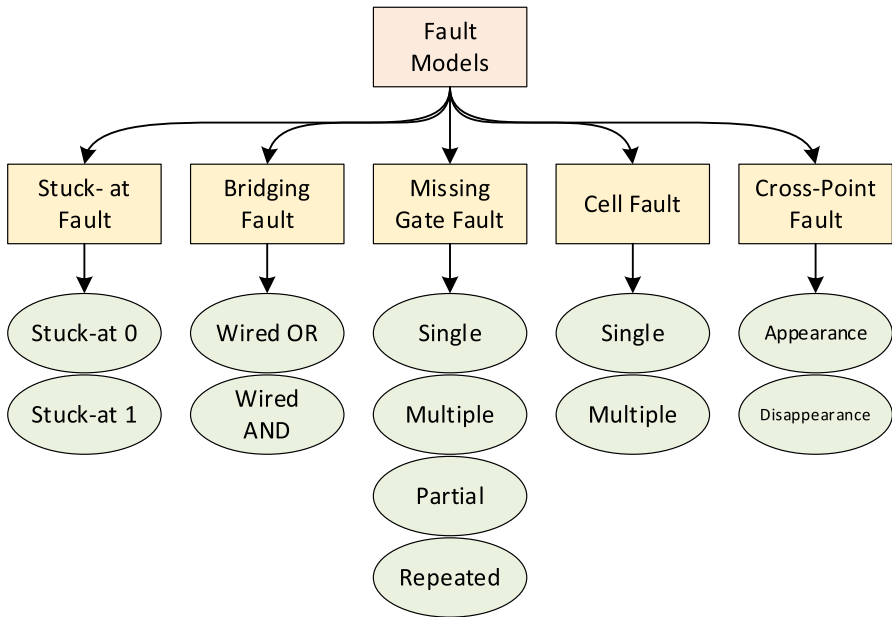 Fault
Models
Stuck- at
Fault
Bridging
Fault
Missing
Gate Fault
Cell Fault
Cross-Point
Fault
Stuck-at 0
Stuck-at 1
Wired OR
Wired
AND
Single
Multiple
Partial
Repeated
Single
Multiple
Appearance
Disappearance